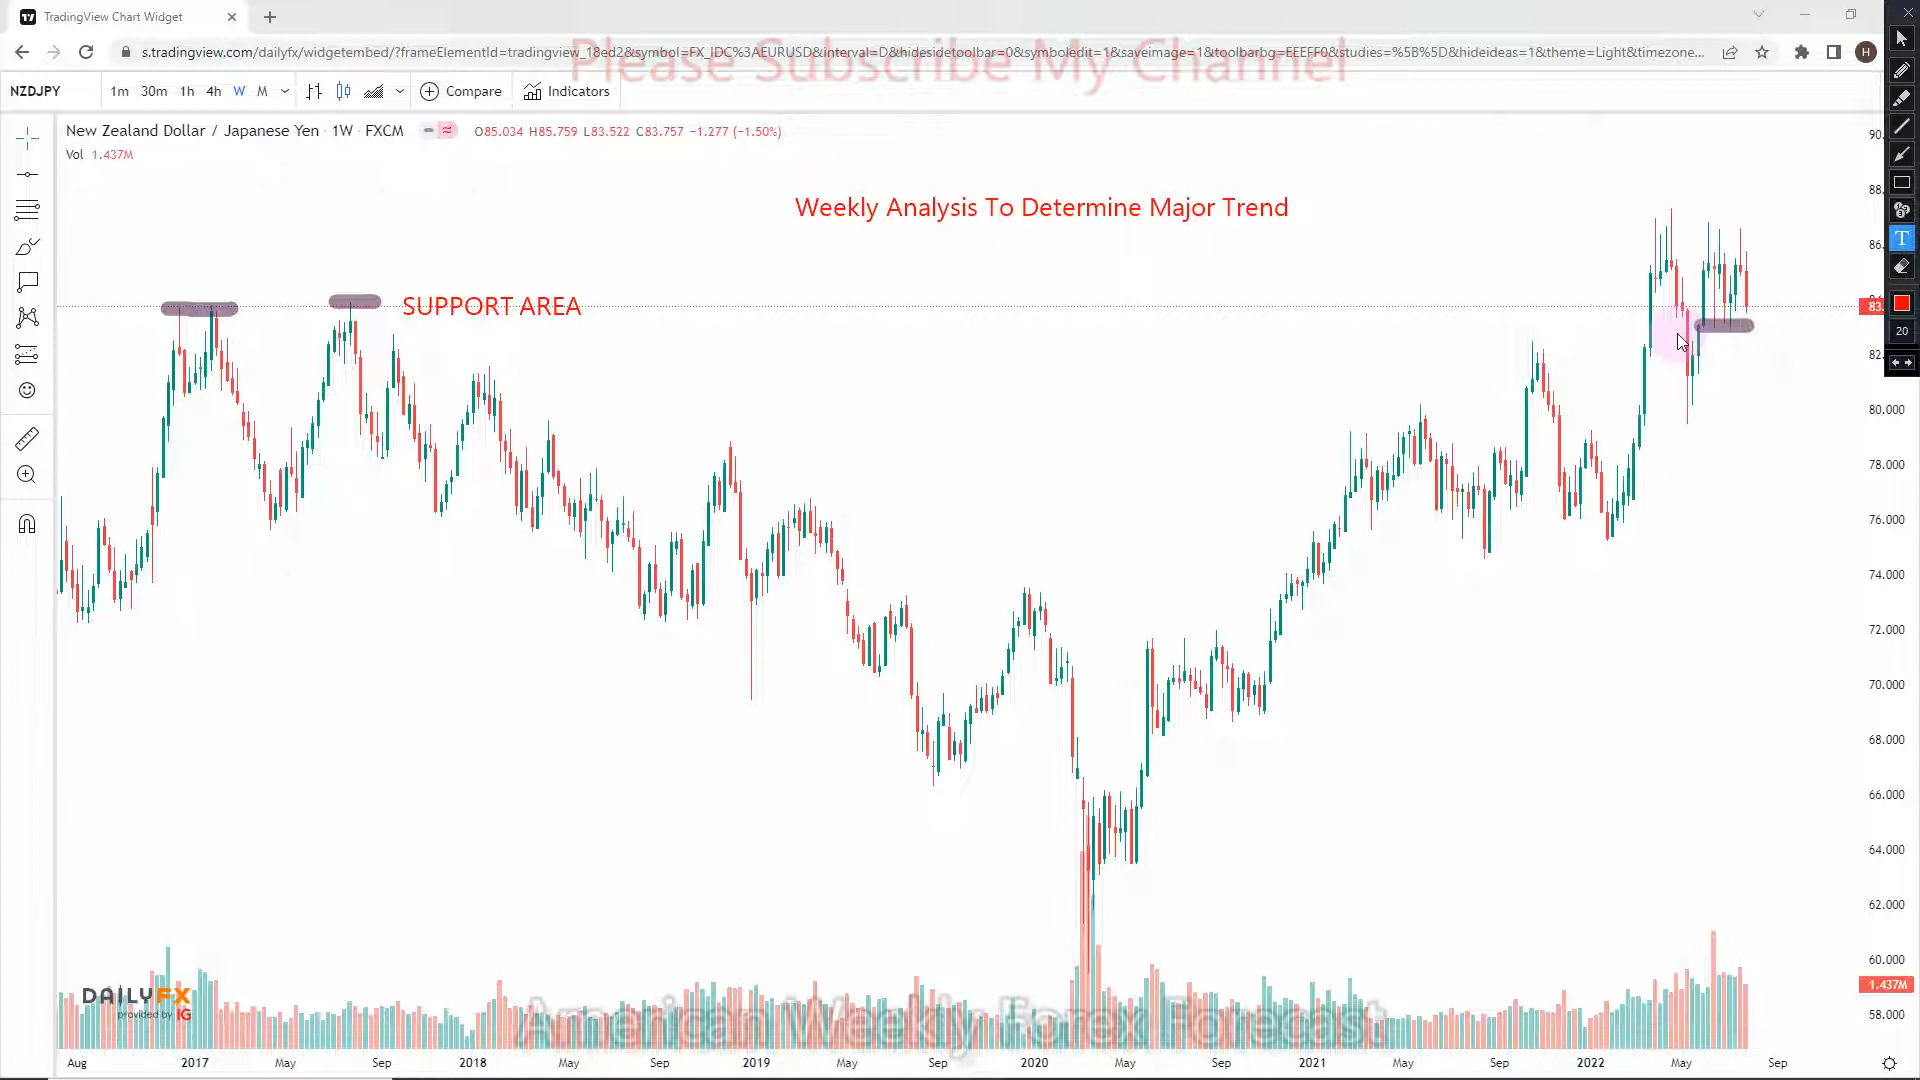 TradingView Chart Widget
s.tradingview.com/dailyfx/widgetembed/?frameElementId=tradingview_18ed2&symbol=FX_IDC%3AEURUSD&interval=D&hidesidetoolbar=0&symboledit=1&saveimage=1&toolbarbg=EEEFF0&studies=%5B%5D&hideideas=1&theme=Light&timezone...
H
Please Subscribe My Channel
NZDJPY 1m 30m 1h 4h W M Compare Indicators
New Zealand Dollar / Japanese Yen · 1W · FXCM O85.034 H85.759 L83.522 C83.757 −1.277 (−1.50%)
Vol 1.437M
Weekly Analysis To Determine Major Trend
SUPPORT AREA
T
20
90.
88.
86.
83.
82.
80.000
78.000
76.000
74.000
72.000
70.000
68.000
66.000
64.000
62.000
60.000
1.437M
58.000
DAILYFX
provided by IG
American Weekly Forex Forecast
Aug 2017 May Sep 2018 May Sep 2019 May Sep 2020 May Sep 2021 May Sep 2022 May Sep